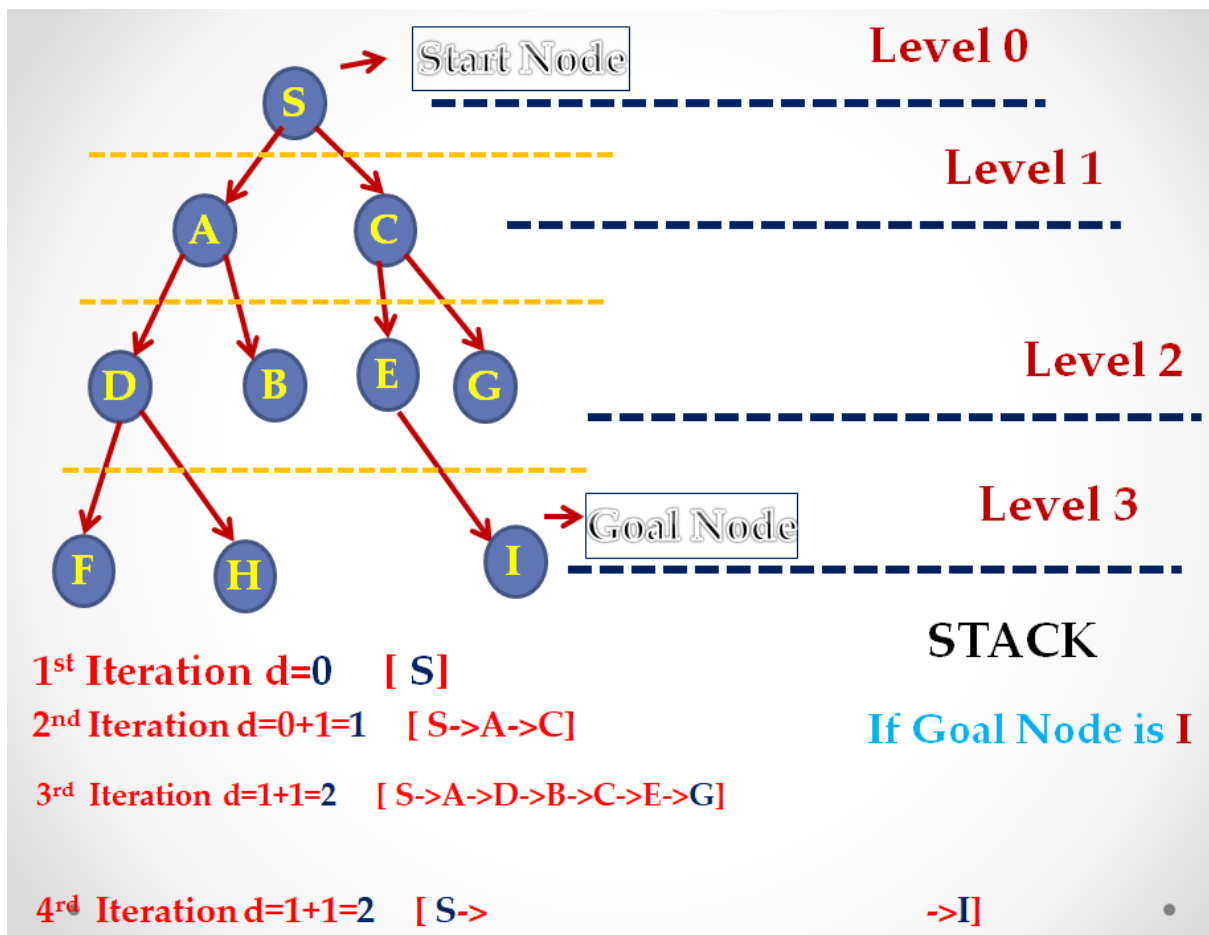 Start Node
Level 0
S
Level 1
A C
Level 2
D B E G
Level 3
Goal Node
F H I
STACK
1st Iteration d=0 [ S]
2nd Iteration d=0+1=1 [ S->A->C]
If Goal Node is I
3rd Iteration d=1+1=2 [ S->A->D->B->C->E->G]
4rd Iteration d=1+1=2 [ S-> ->I]